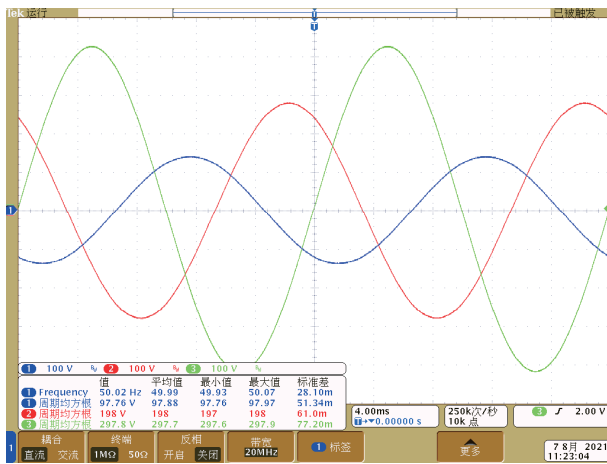 Tek 运行 已被触发
1 100 V 2 100 V 3 100 V
值 平均值 最小值 最大值 标准差
1 Frequency 50.02 Hz 49.99 49.93 50.07 28.10m
1 周期均方根 97.76 V 97.88 97.76 97.97 51.34m
2 周期均方根 198 V 198 197 198 61.0m
3 周期均方根 297.8 V 297.7 297.6 297.9 77.20m
4.00ms 250k次/秒 3 2.00 V
T→▼0.00000 s 10k 点
耦合 终端 反相 带宽 1 标签 更多
直流 交流 1MΩ 50Ω 开启 关闭 20MHz
7 8月 2021
11:23:04